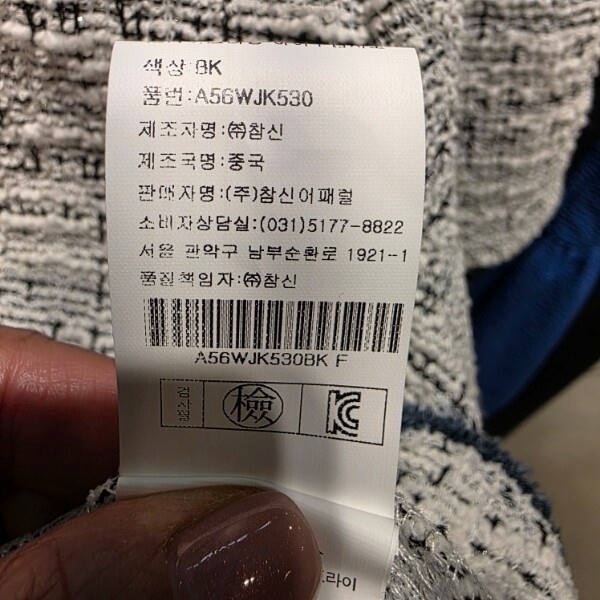 색상:BK
품번:A56WJK530
제조자명:㈜참신
제조국명:중국
판매자명:(주)참신어패럴
소비자상담실:(031)5177-8822
서울 관악구 남부순환로 1921-1
품질책임자:㈜참신
A56WJK530BK F
檢
KC
드라이